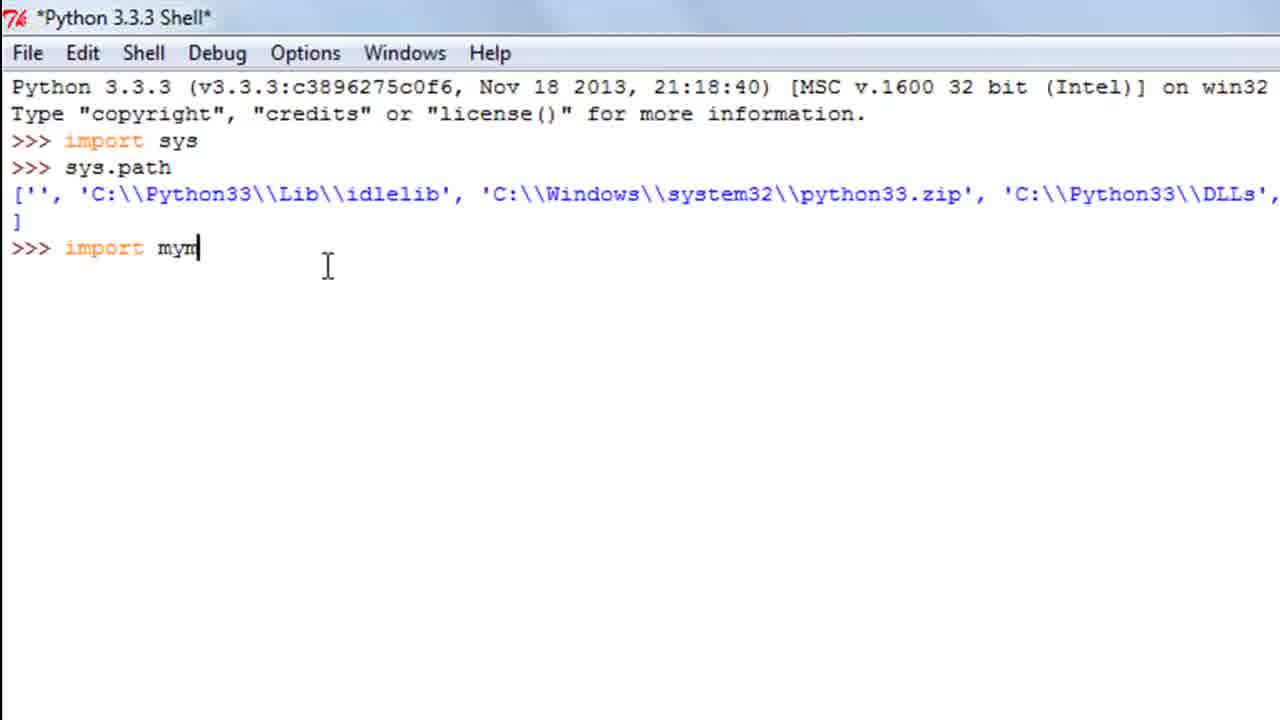 *Python 3.3.3 Shell*
File Edit Shell Debug Options Windows Help
Python 3.3.3 (v3.3.3:c3896275c0f6, Nov 18 2013, 21:18:40) [MSC v.1600 32 bit (Intel)] on win32
Type "copyright", "credits" or "license()" for more information.
>>> import sys
>>> sys.path
['', 'C:\\Python33\\Lib\\idlelib', 'C:\\Windows\\system32\\python33.zip', 'C:\\Python33\\DLLs',
]
>>> import mym